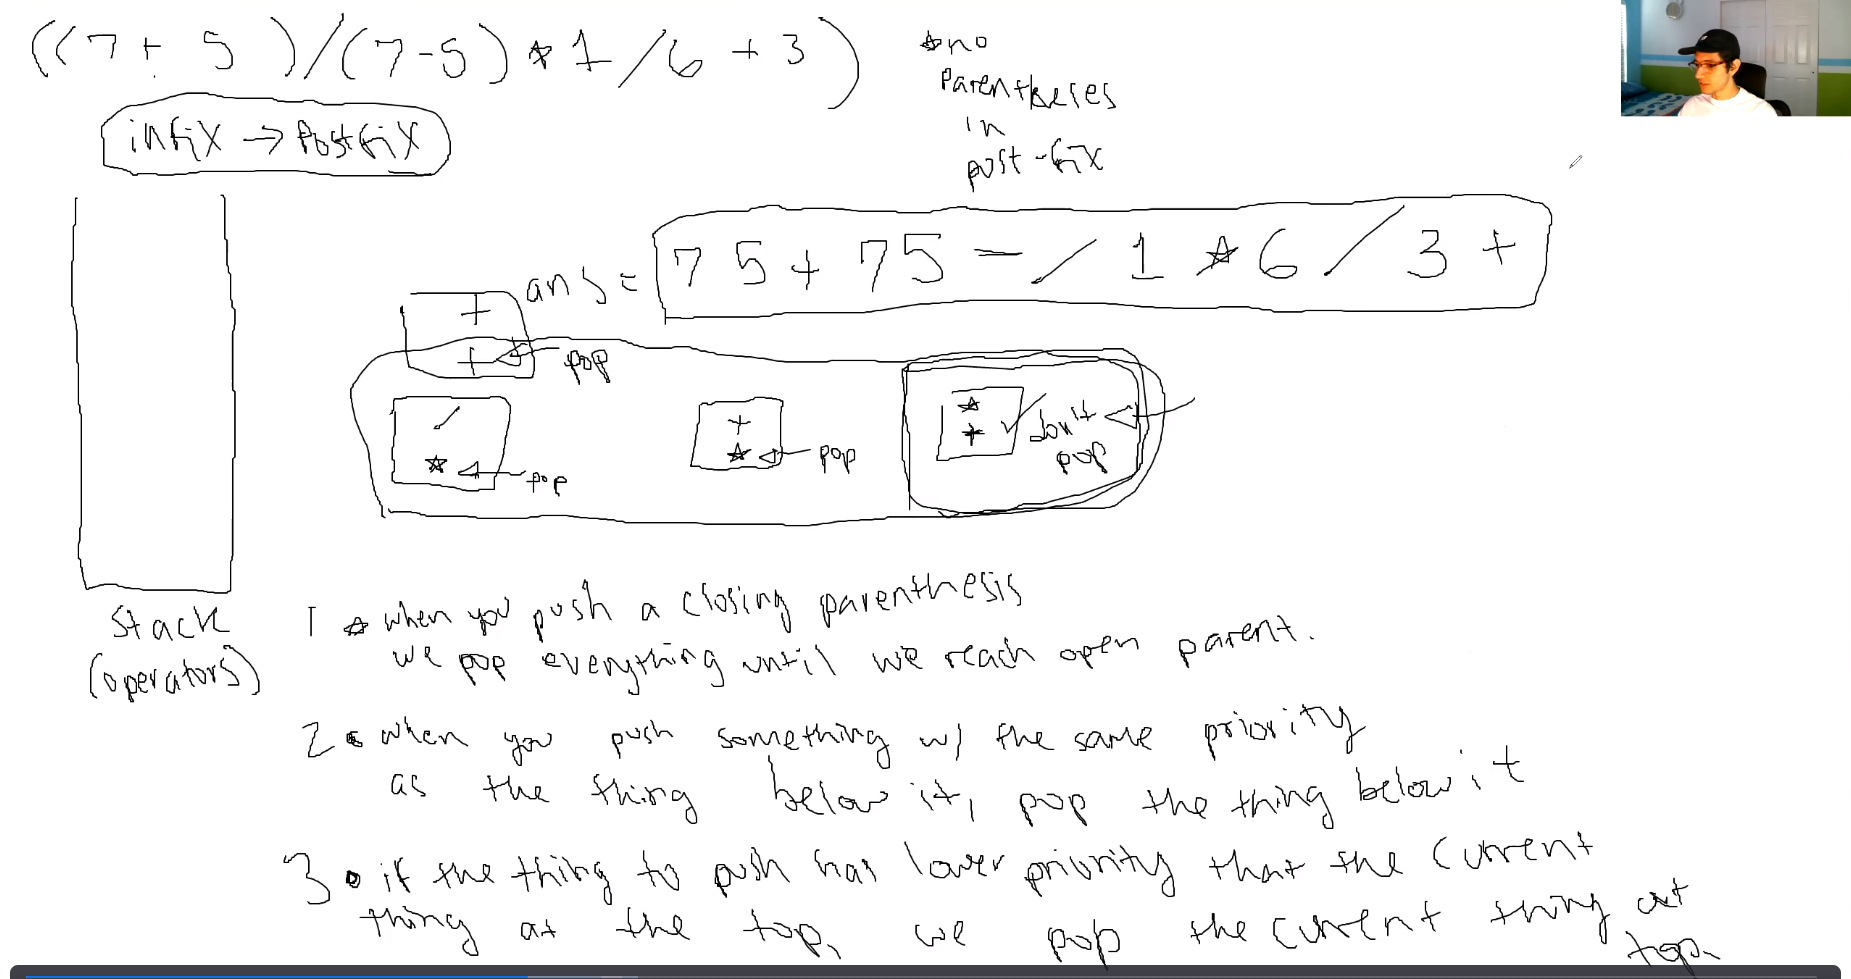 ((7 + 5)/(7-5) * 1/6 + 3)
*no
parentheses
in
post-fix
infix → Postfix
ans = 7 5 + 7 5 - / 1 * 6 / 3 +
+
+ pop
/
* pop
+
* pop
*
+ don't
pop
Stack
(operators)
1 * when you push a closing parenthesis
we pop everything until we reach open parent.
2 • when you push something w/ the same priority
as the thing below it, pop the thing below it
3 • if the thing to push has lower priority that the current
thing at the top, we pop the current thing at
top.